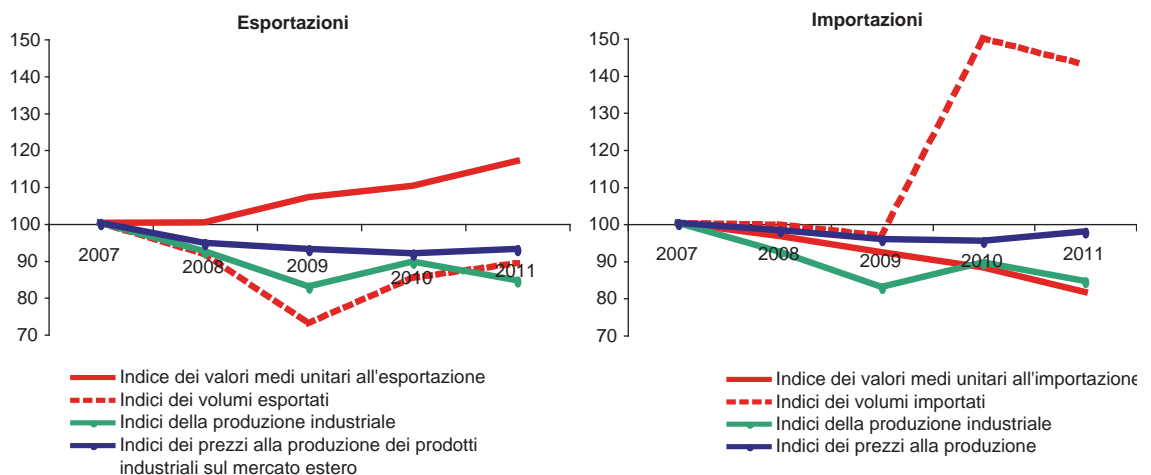 Esportazioni
150
140
130
120
110
100
90
80
70
2007
2008
2009
2010
2011
Indice dei valori medi unitari all'esportazione
Indici dei volumi esportati
Indici della produzione industriale
Indici dei prezzi alla produzione dei prodotti
industriali sul mercato estero
Importazioni
150
140
130
120
110
100
90
80
70
2007
2008
2009
2010
2011
Indice dei valori medi unitari all'importazione
Indici dei volumi importati
Indici della produzione industriale
Indici dei prezzi alla produzione